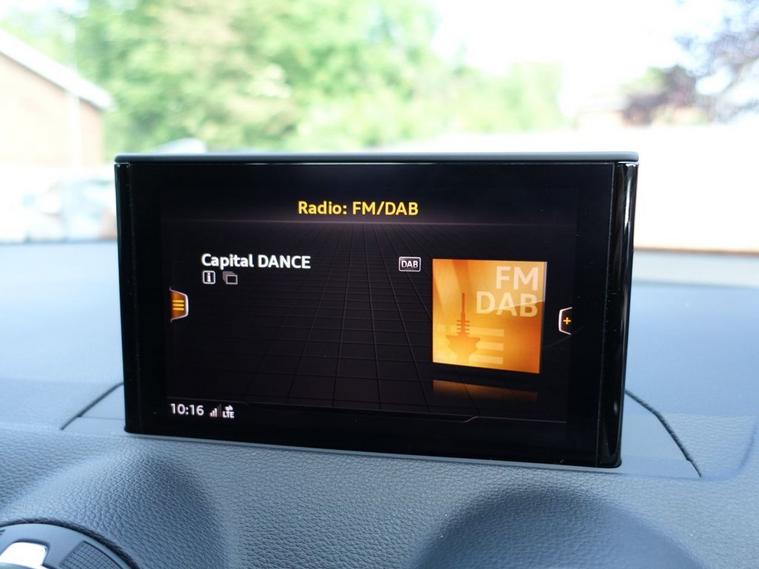 Radio: FM/DAB
Capital DANCE
DAB
i
FM
DAB
+
10:16
LTE